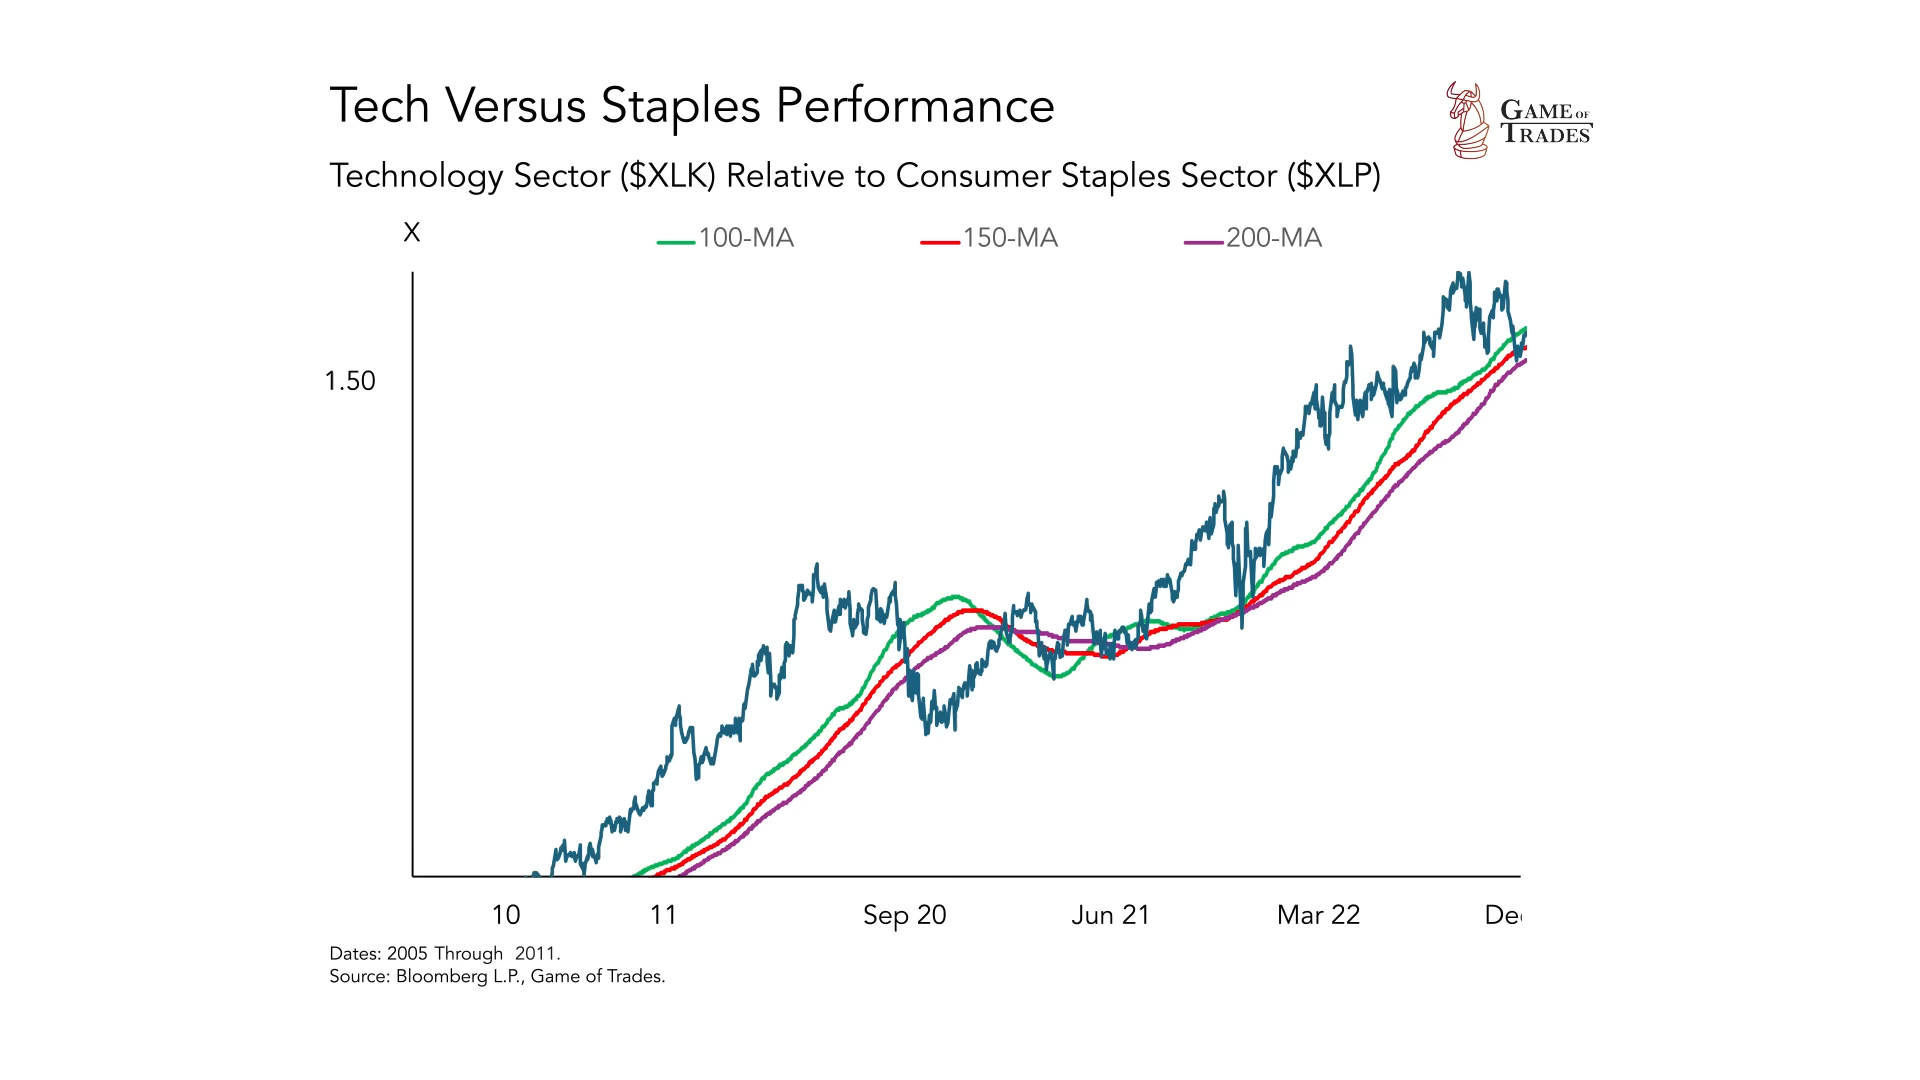 Tech Versus Staples Performance
GAME OF
TRADES
Technology Sector ($XLK) Relative to Consumer Staples Sector ($XLP)
X
100-MA 150-MA 200-MA
1.50
10 11 Sep 20 Jun 21 Mar 22 De
Dates: 2005 Through 2011.
Source: Bloomberg L.P., Game of Trades.